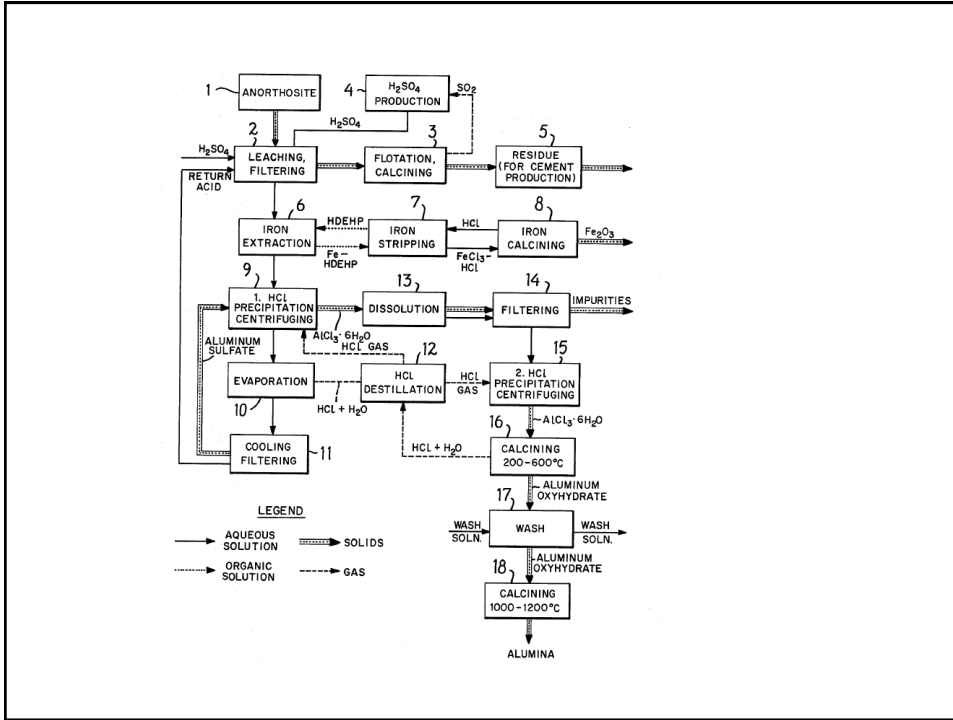 1
ANORTHOSITE
4
H2SO4
PRODUCTION
SO2
H2SO4
2
LEACHING,
FILTERING
H2SO4
RETURN
ACID
3
FLOTATION,
CALCINING
5
RESIDUE
(FOR CEMENT
PRODUCTION)
6
IRON
EXTRACTION
HDEHP
Fe-
HDEHP
7
IRON
STRIPPING
HCl
FeCl3-
HCl
8
IRON
CALCINING
Fe2O3
9
1. HCl
PRECIPITATION
CENTRIFUGING
AlCl3·6H2O
HCl GAS
13
DISSOLUTION
14
FILTERING
IMPURITIES
ALUMINUM
SULFATE
EVAPORATION
10
HCl + H2O
12
HCl
DESTILLATION
HCl
GAS
15
2. HCl
PRECIPITATION
CENTRIFUGING
AlCl3·6H2O
COOLING
FILTERING
11
HCl + H2O
16
CALCINING
200-600°C
ALUMINUM
OXYHYDRATE
17
WASH
SOLN.
WASH
WASH
SOLN.
ALUMINUM
OXYHYDRATE
18
CALCINING
1000-1200°C
ALUMINA
LEGEND
AQUEOUS
SOLUTION
SOLIDS
ORGANIC
SOLUTION
GAS